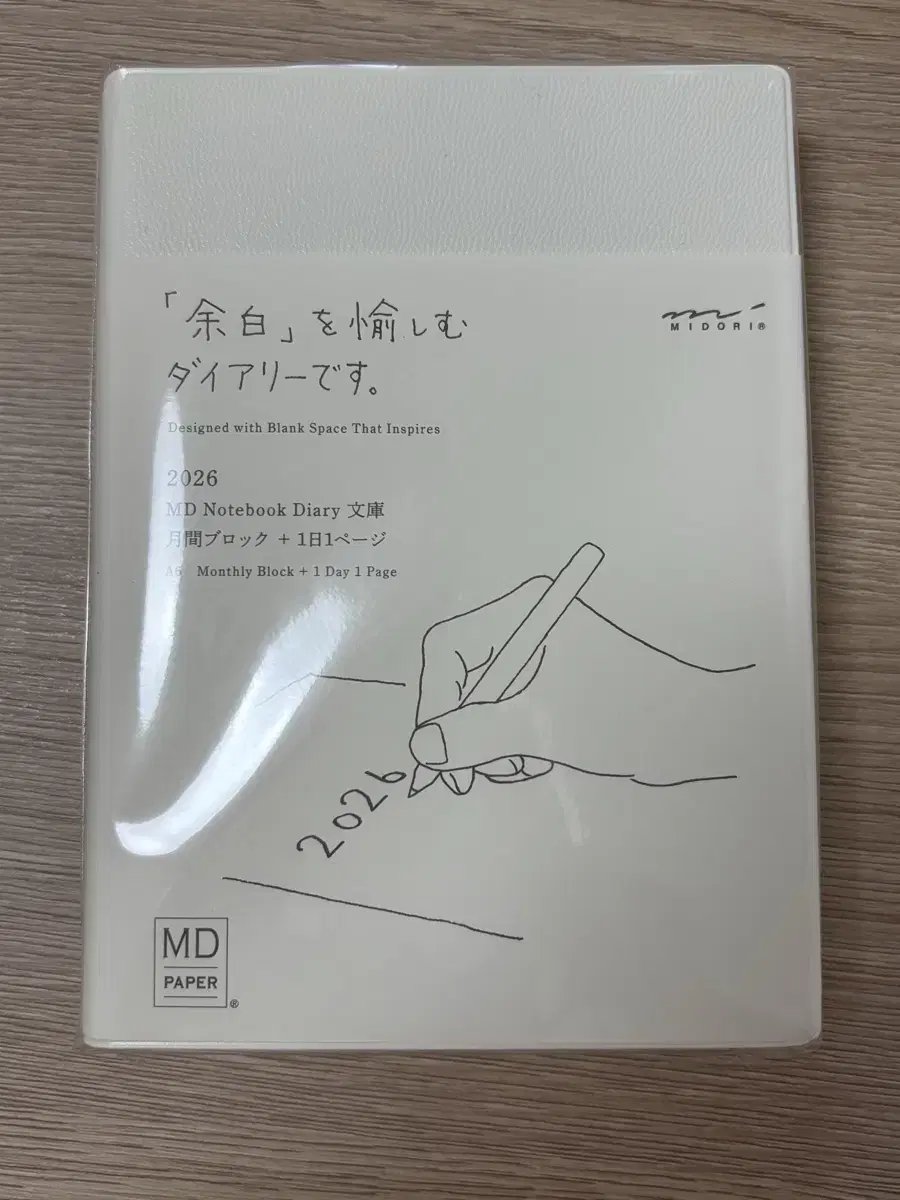 「余白」を愉しむ
ダイアリーです。
MIDORI®
Designed with Blank Space That Inspires
2026
MD Notebook Diary 文庫
月間ブロック + 1日1ページ
A6 Monthly Block + 1 Day 1 Page
2026
MD
PAPER
®